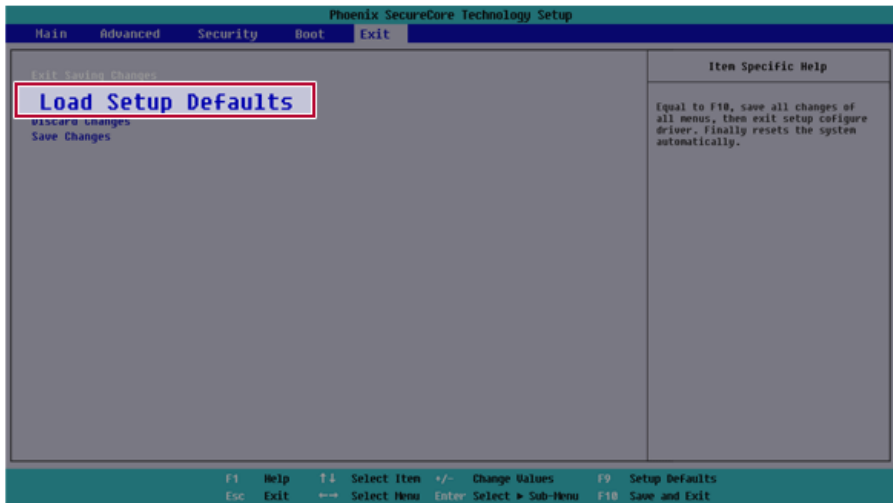 Phoenix SecureCore Technology Setup
Main Advanced Security Boot Exit
Item Specific Help
Exit Saving Changes
Load Setup Defaults
Discard Changes
Save Changes
Equal to F10, save all changes of
all menus, then exit setup cofigure
driver. Finally resets the system
automatically.
F1 Help ↑↓ Select Item +/- Change Values F9 Setup Defaults
Esc Exit ←→ Select Menu Enter Select ▶ Sub-Menu F10 Save and Exit